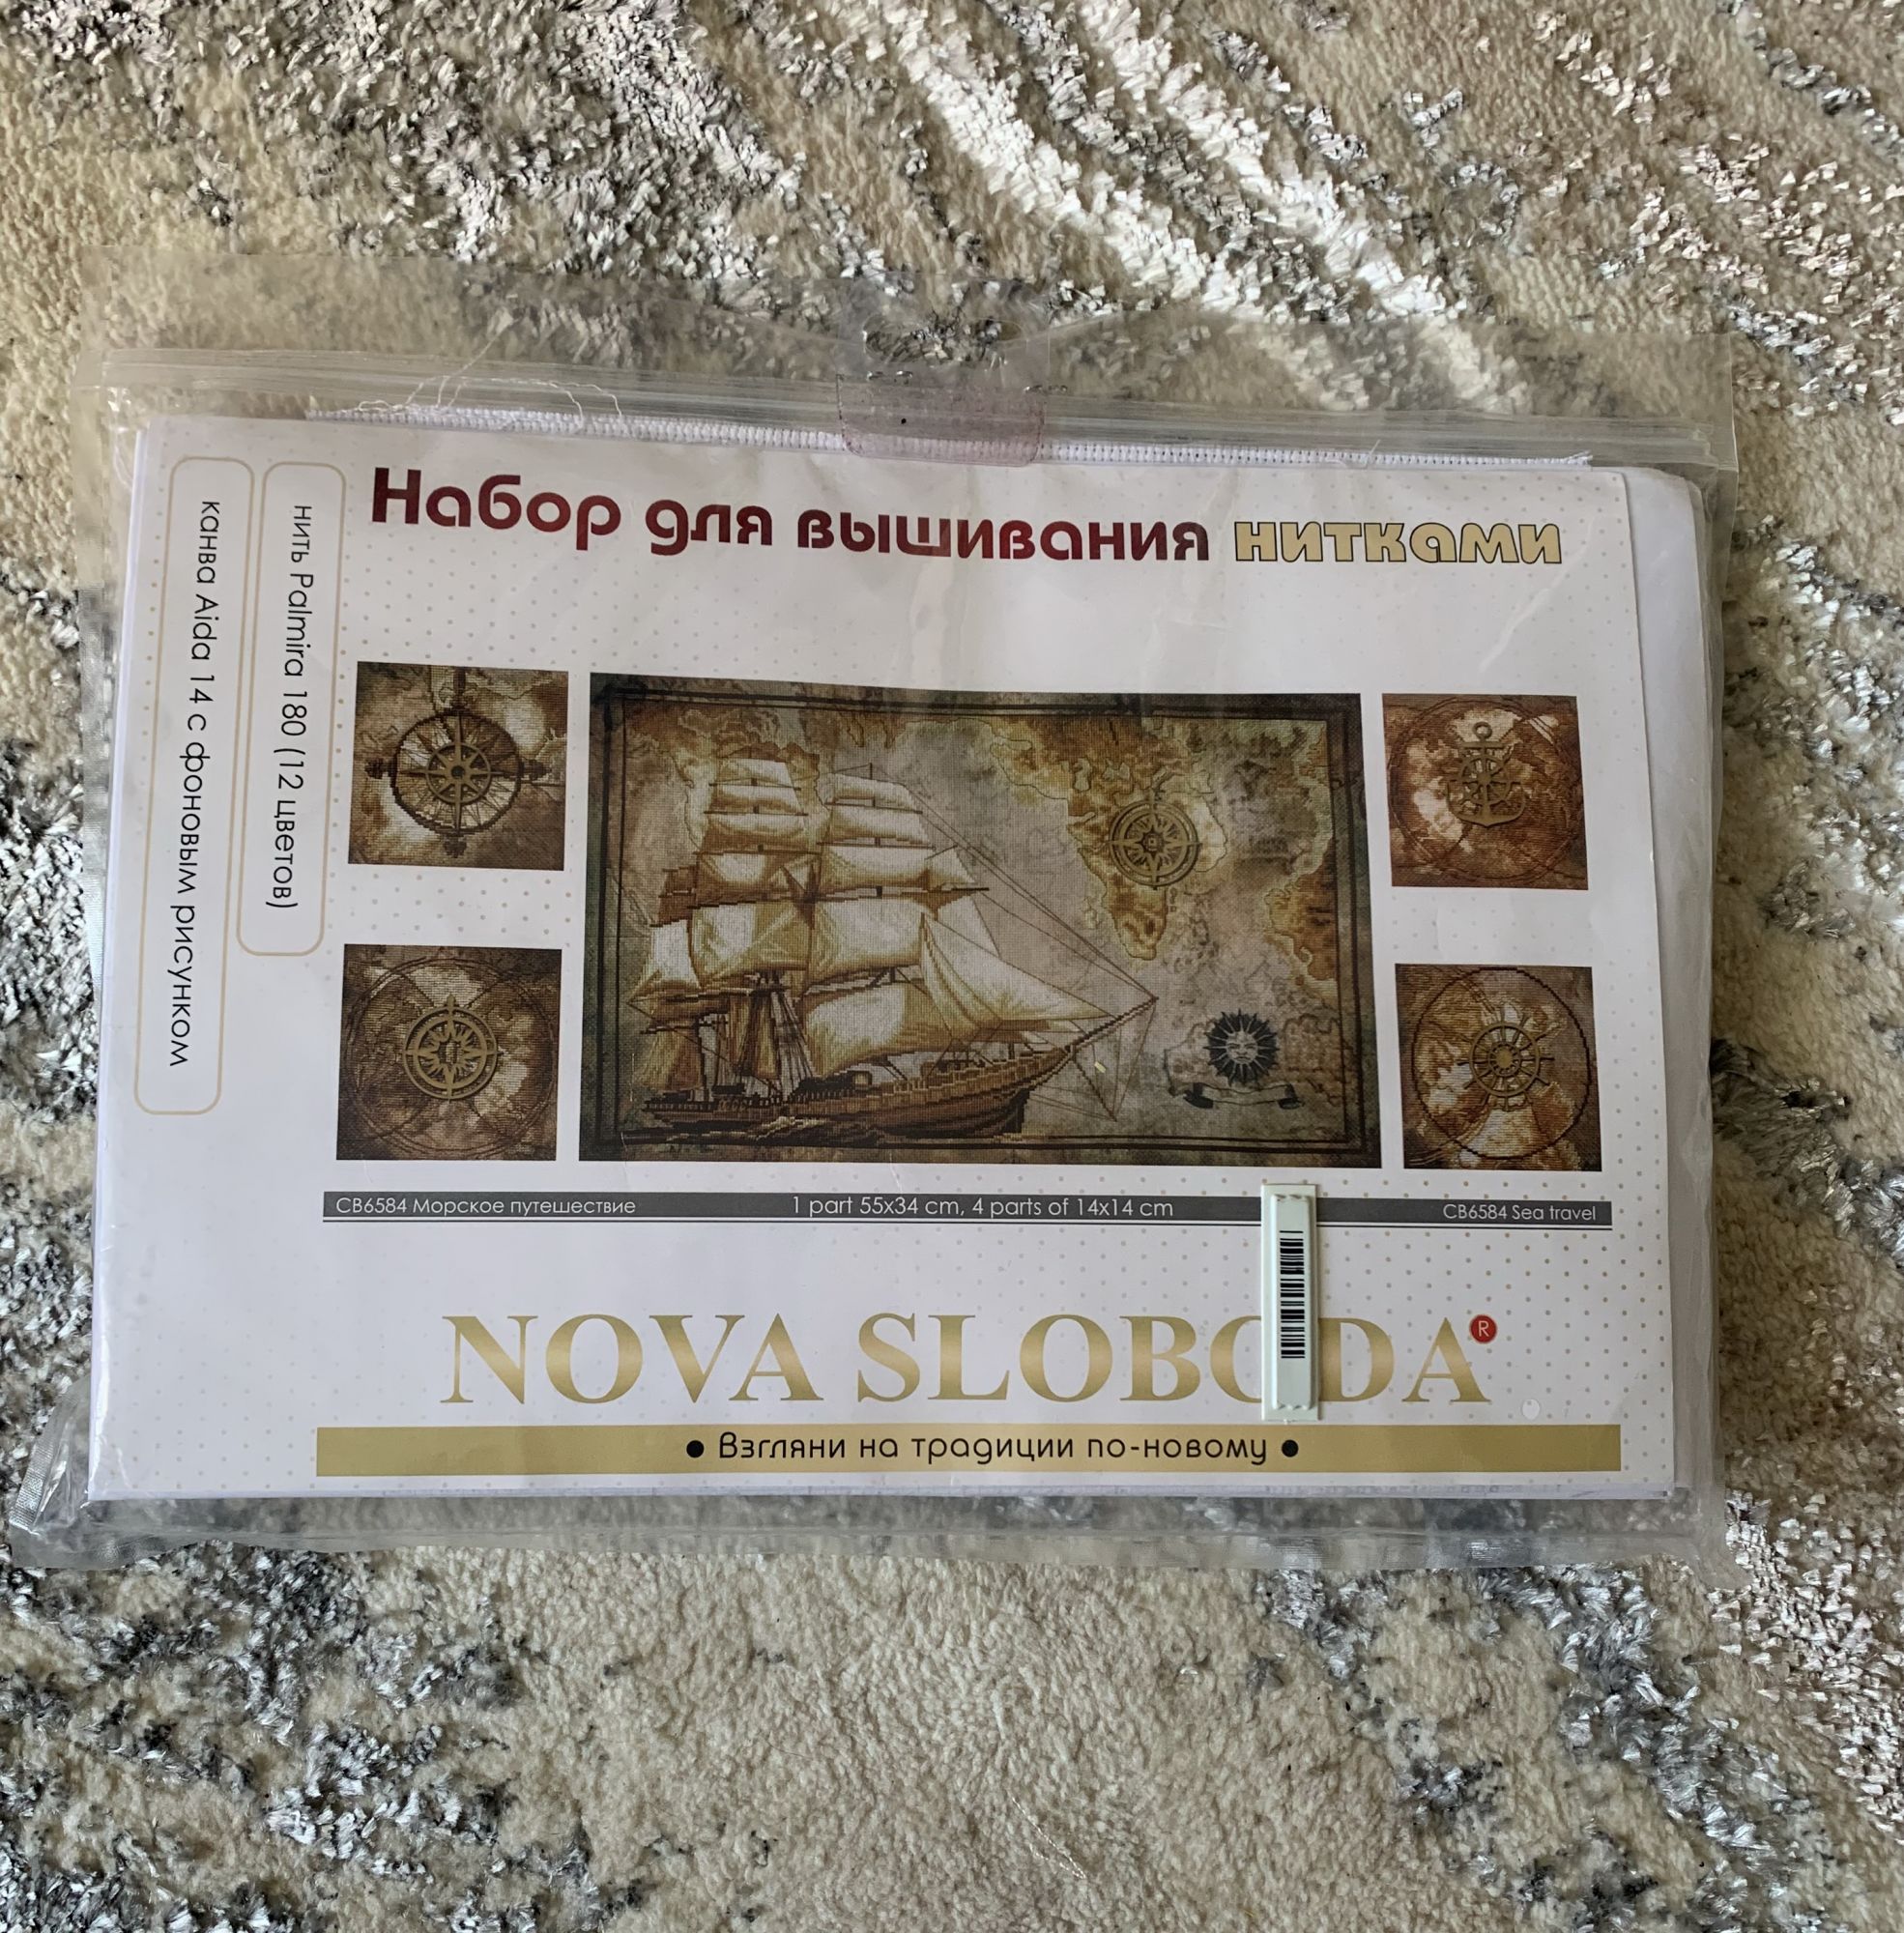 Набор для вышивания нитками
нить Palmira 180 (12 цветов)
канва Aida 14 с фоновым рисунком
СВ6584 Морское путешествие
1 part 55x34 cm, 4 parts of 14x14 cm
CB6584 Sea travel
NOVA SLOBODA®
• Взгляни на традиции по-новому •